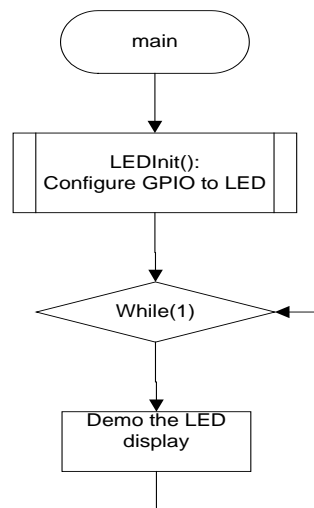 main
LEDInit():
Configure GPIO to LED
While(1)
Demo the LED
display